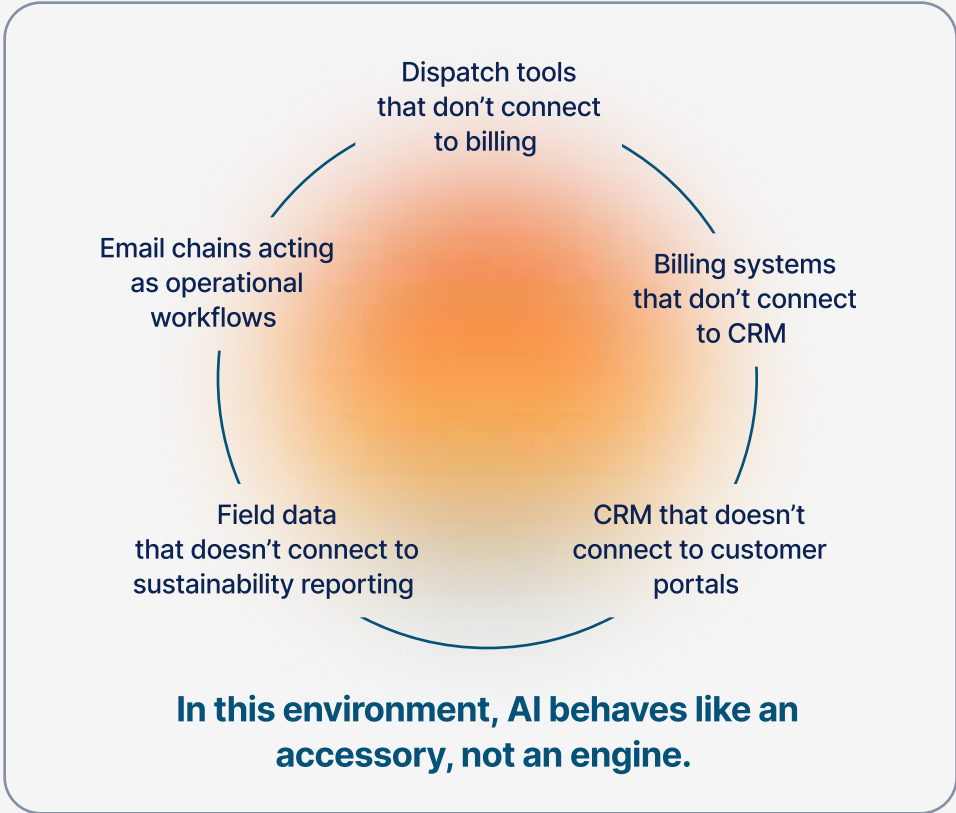 Dispatch tools
that don’t connect
to billing
Billing systems
that don’t connect
to CRM
CRM that doesn’t
connect to customer
portals
Field data
that doesn’t connect to
sustainability reporting
Email chains acting
as operational
workflows
In this environment, AI behaves like an
accessory, not an engine.